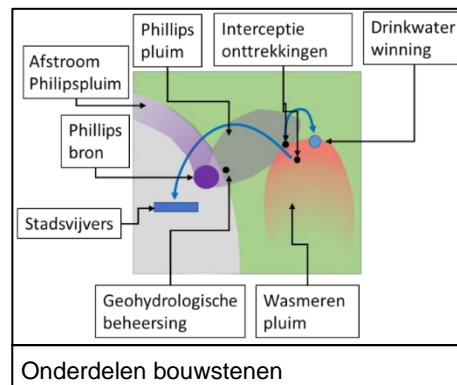 Phillips
pluim
Interceptie
onttrekkingen
Drinkwater
winning
Afstroom
Philipspluim
Phillips
bron
Stadsvijvers
Geohydrologische
beheersing
Wasmeren
pluim
Onderdelen bouwstenen